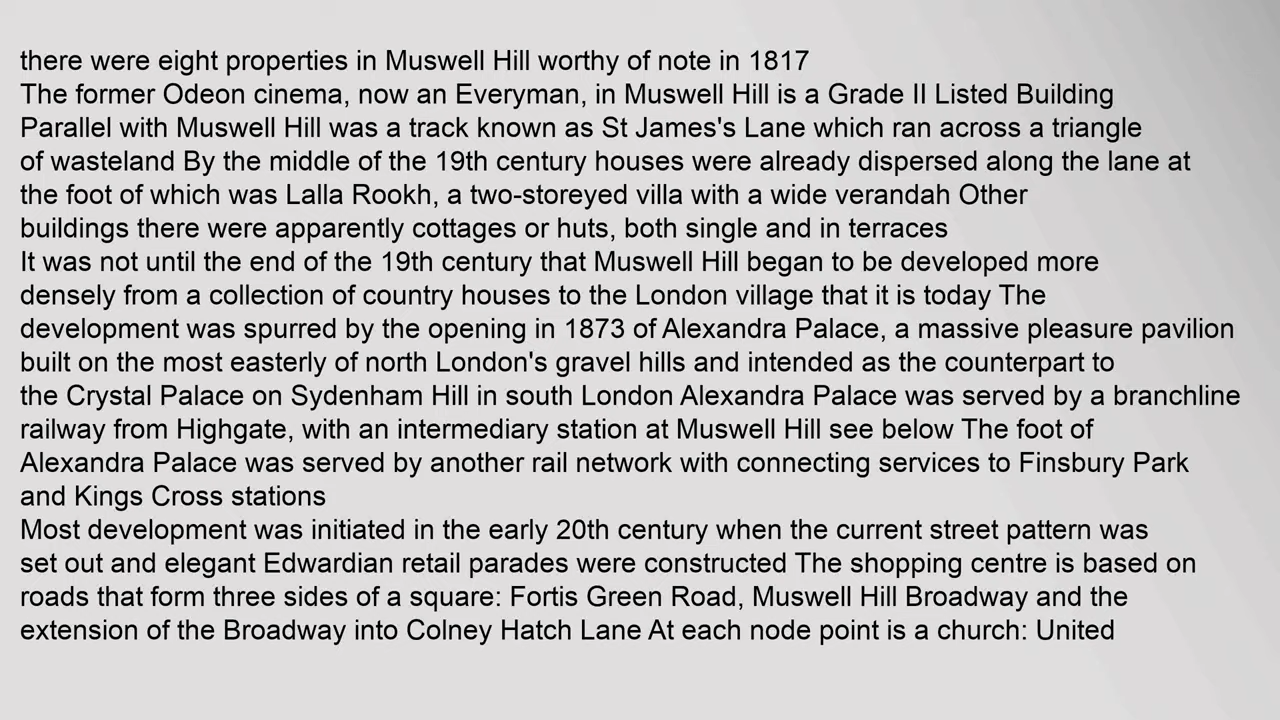 there were eight properties in Muswell Hill worthy of note in 1817
The former Odeon cinema, now an Everyman, in Muswell Hill is a Grade II Listed Building
Parallel with Muswell Hill was a track known as St James's Lane which ran across a triangle
of wasteland By the middle of the 19th century houses were already dispersed along the lane at
the foot of which was Lalla Rookh, a two-storeyed villa with a wide verandah Other
buildings there were apparently cottages or huts, both single and in terraces
It was not until the end of the 19th century that Muswell Hill began to be developed more
densely from a collection of country houses to the London village that it is today The
development was spurred by the opening in 1873 of Alexandra Palace, a massive pleasure pavilion
built on the most easterly of north London's gravel hills and intended as the counterpart to
the Crystal Palace on Sydenham Hill in south London Alexandra Palace was served by a branchline
railway from Highgate, with an intermediary station at Muswell Hill see below The foot of
Alexandra Palace was served by another rail network with connecting services to Finsbury Park
and Kings Cross stations
Most development was initiated in the early 20th century when the current street pattern was
set out and elegant Edwardian retail parades were constructed The shopping centre is based on
roads that form three sides of a square: Fortis Green Road, Muswell Hill Broadway and the
extension of the Broadway into Colney Hatch Lane At each node point is a church: United